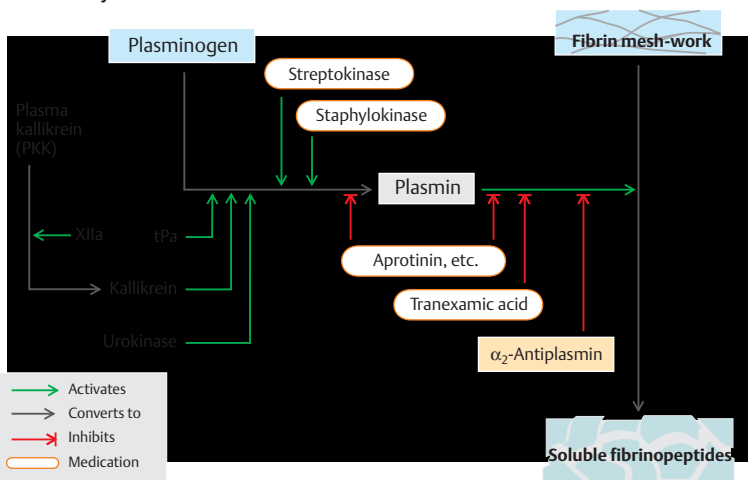 Plasminogen
Fibrin mesh-work
Streptokinase
Staphylokinase
Plasma
kallikrein
(PKK)
Plasmin
XIIa
tPa
Aprotinin, etc.
Kallikrein
Tranexamic acid
Urokinase
α₂-Antiplasmin
Activates
Converts to
Inhibits
Medication
Soluble fibrinopeptides